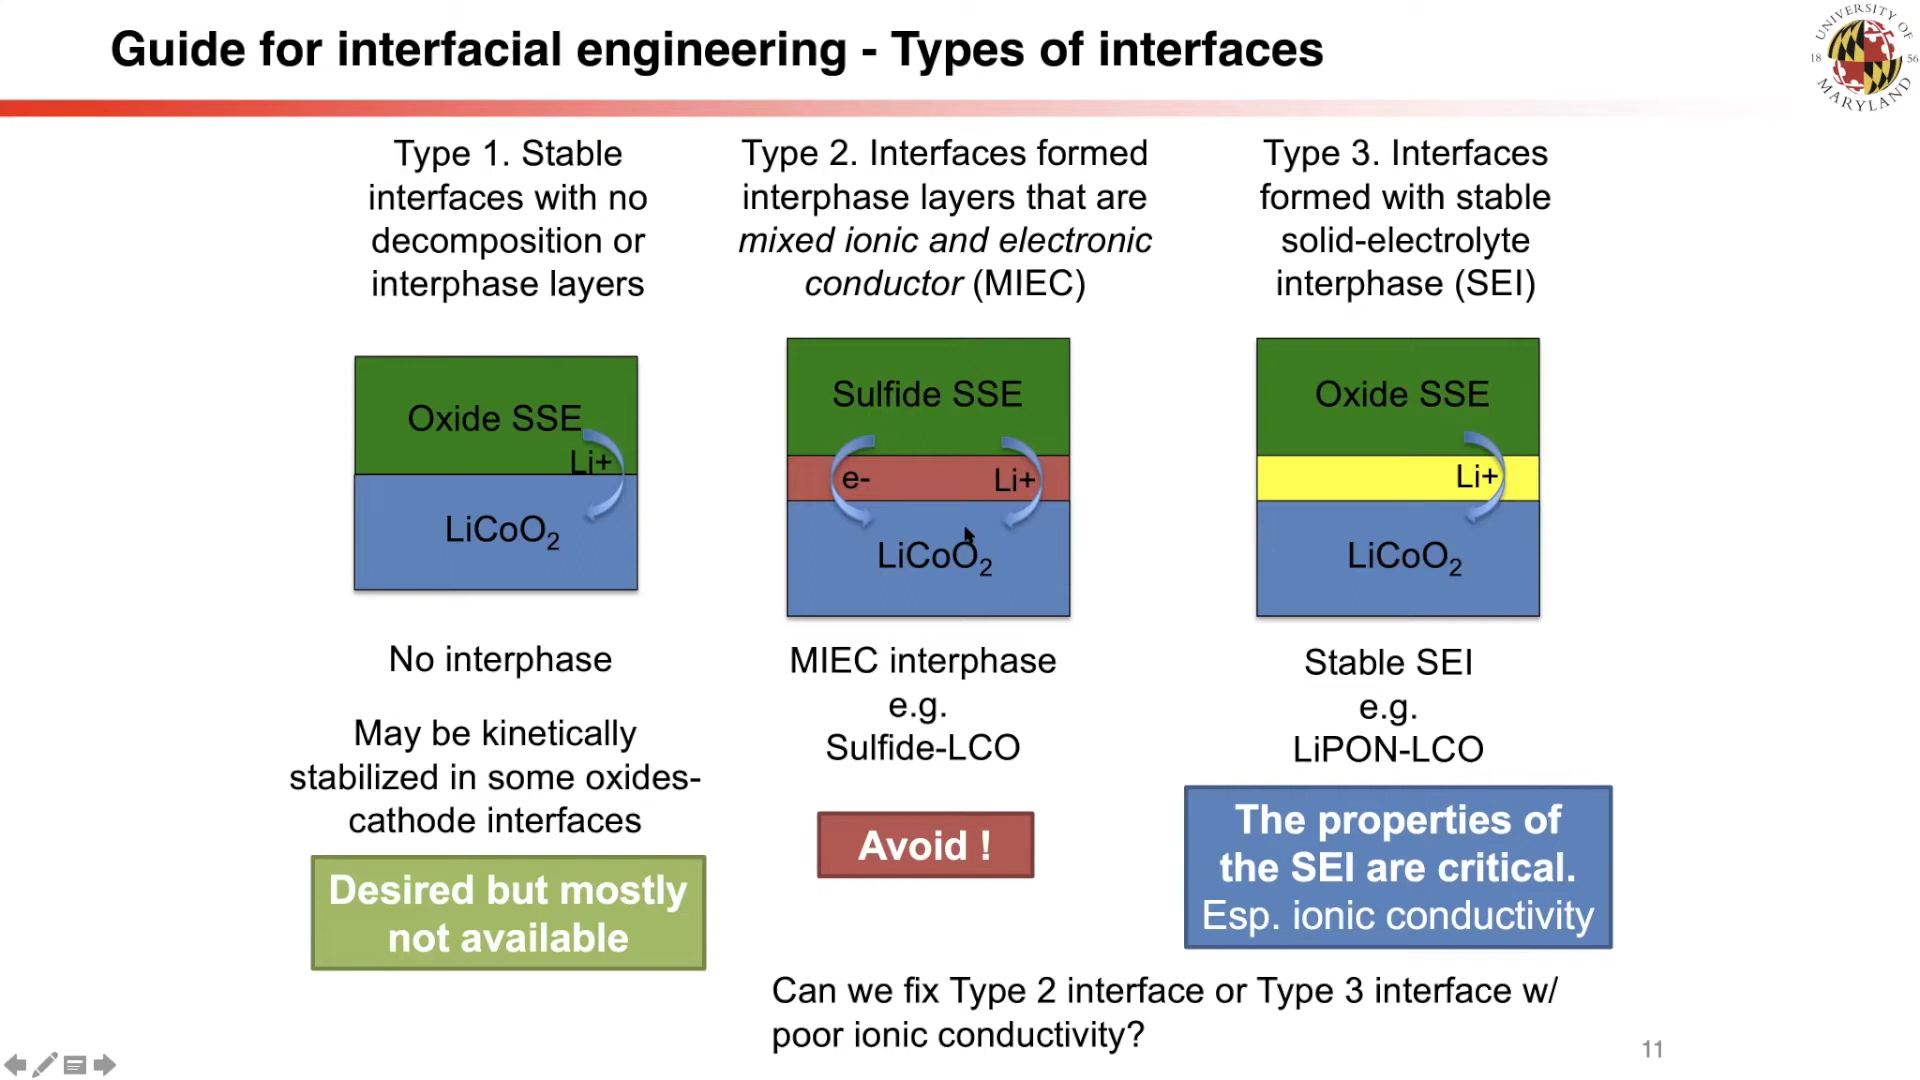 Guide for interfacial engineering - Types of interfaces
UNIVERSITY OF
18 56
MARYLAND
Type 1. Stable
interfaces with no
decomposition or
interphase layers
Oxide SSE
Li+
LiCoO₂
No interphase
May be kinetically
stabilized in some oxides-
cathode interfaces
Desired but mostly
not available
Type 2. Interfaces formed
interphase layers that are
mixed ionic and electronic
conductor (MIEC)
Sulfide SSE
e- Li+
LiCoO₂
MIEC interphase
e.g.
Sulfide-LCO
Avoid !
Type 3. Interfaces
formed with stable
solid-electrolyte
interphase (SEI)
Oxide SSE
Li+
LiCoO₂
Stable SEI
e.g.
LiPON-LCO
The properties of
the SEI are critical.
Esp. ionic conductivity
Can we fix Type 2 interface or Type 3 interface w/
poor ionic conductivity?
11